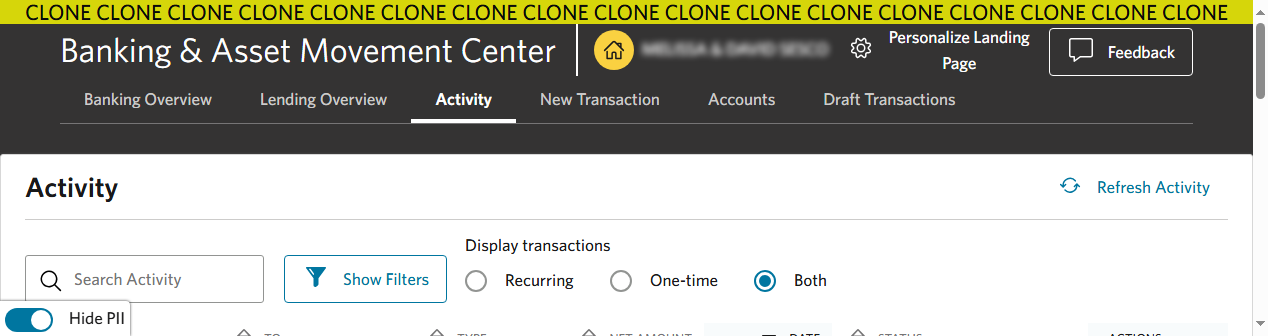 CLONE CLONE CLONE CLONE CLONE CLONE CLONE CLONE CLONE CLONE CLONE CLONE CLONE CLONE CLONE CLONE CLONE
Banking & Asset Movement Center
Personalize Landing
Page
Feedback
Banking Overview Lending Overview Activity New Transaction Accounts Draft Transactions
Activity
Refresh Activity
Display transactions
Search Activity
Show Filters
Recurring One-time Both
Hide PII
TO TYPE NET AMOUNT DATE STATUS ACTIONS